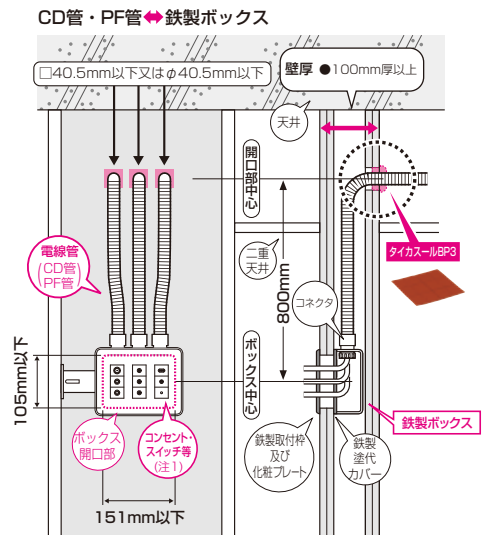 CD管・PF管⬌鉄製ボックス
□40.5mm以下又はφ40.5mm以下
壁厚 ●100mm厚以上
天井
開口部中心
電線管
(CD管
PF管)
二重
天井
800mm
タイカスールBP3
コネクタ
ボックス中心
105mm以下
鉄製ボックス
ボックス
開口部
コンセント・
スイッチ等
(注1)
鉄製取付枠
及び
化粧プレート
鉄製
塗代
カバー
151mm以下